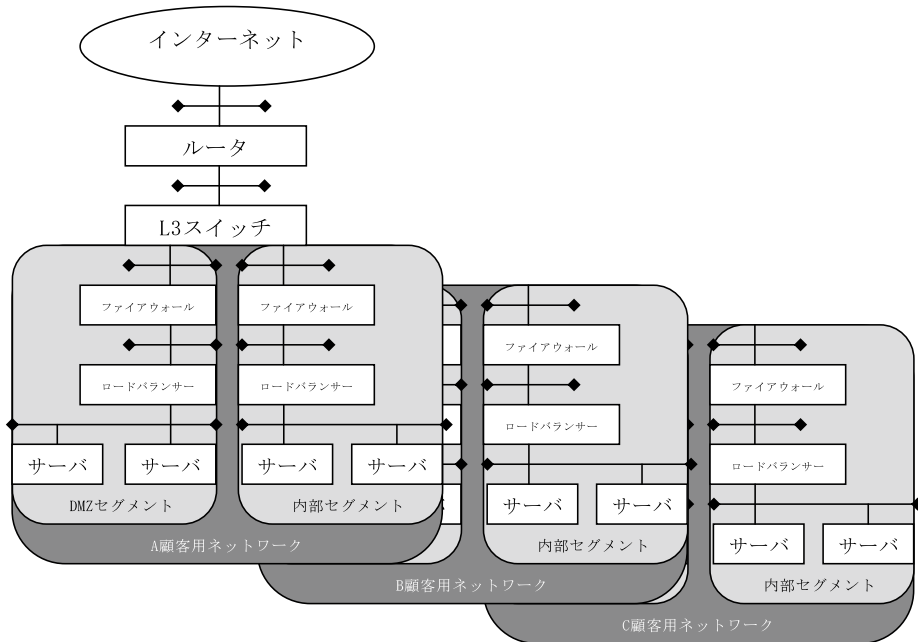 インターネット
ルータ
L3スイッチ
ファイアウォール
ファイアウォール
ロードバランサー
ロードバランサー
サーバ
サーバ
サーバ
サーバ
DMZセグメント
内部セグメント
A顧客用ネットワーク
ファイアウォール
ロードバランサー
サーバ
サーバ
内部セグメント
B顧客用ネットワーク
ファイアウォール
ロードバランサー
サーバ
サーバ
内部セグメント
C顧客用ネットワーク